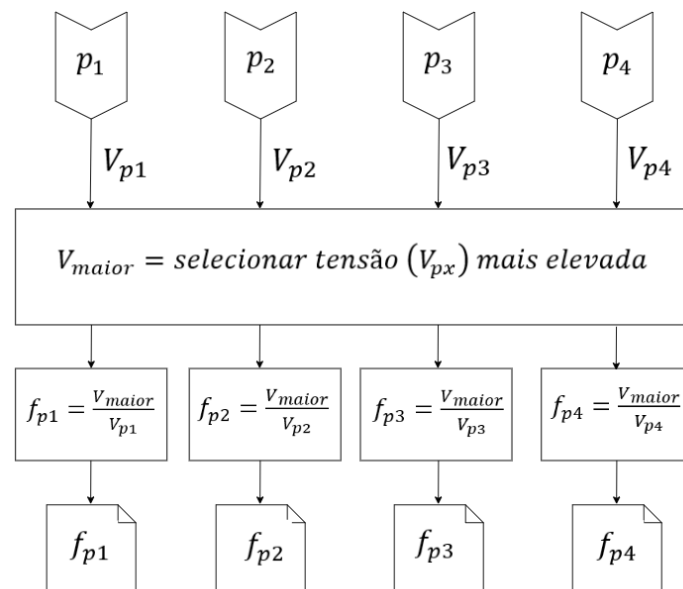 p1 p2 p3 p4
Vp1 Vp2 Vp3 Vp4
Vmaior = selecionar tensão (Vpx) mais elevada
fp1 = Vmaior/Vp1 fp2 = Vmaior/Vp2 fp3 = Vmaior/Vp3 fp4 = Vmaior/Vp4
fp1 fp2 fp3 fp4